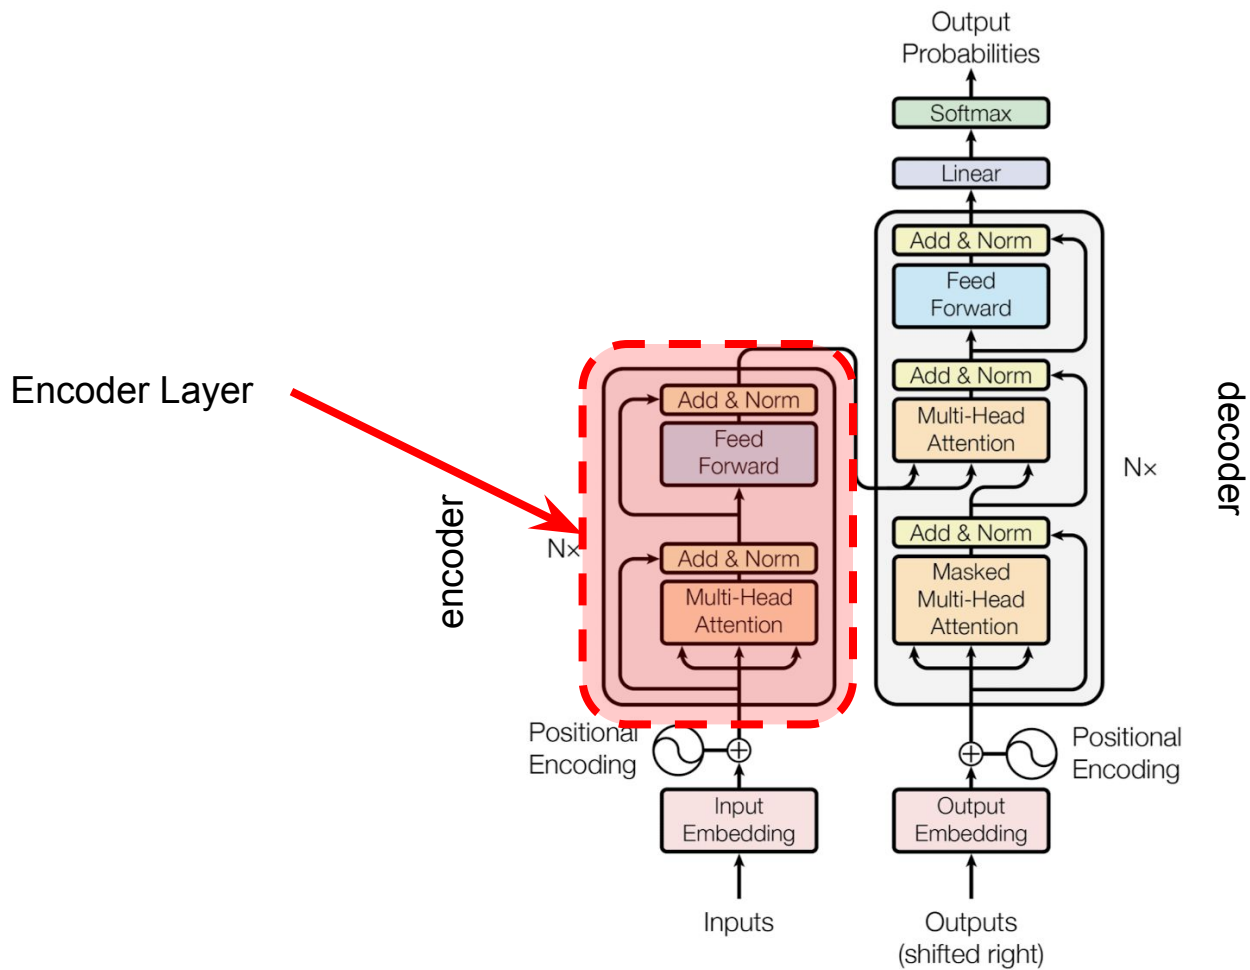 Output
Probabilities
Softmax
Linear
Add & Norm
Feed
Forward
Add & Norm
Multi-Head
Attention
Add & Norm
Masked
Multi-Head
Attention
N×
decoder
Encoder Layer
encoder
N×
Add & Norm
Feed
Forward
Add & Norm
Multi-Head
Attention
Positional
Encoding
Positional
Encoding
Input
Embedding
Output
Embedding
Inputs
Outputs
(shifted right)